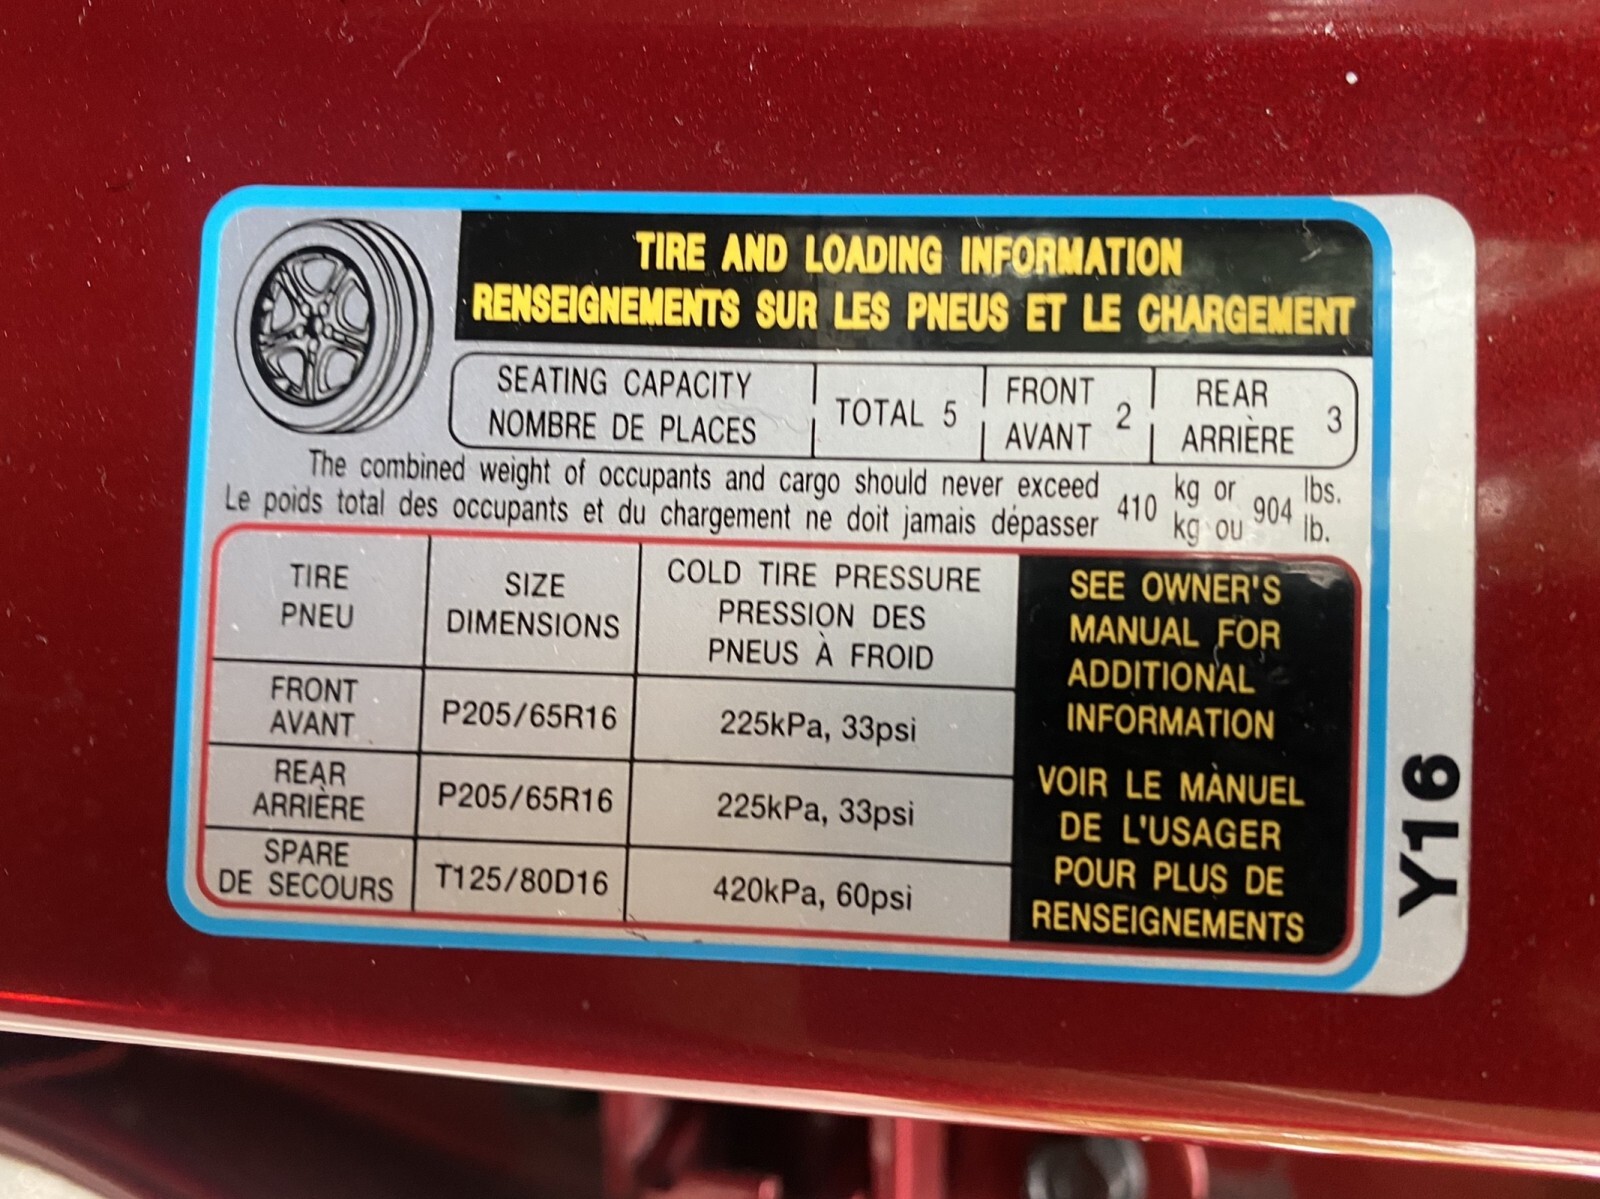 TIRE AND LOADING INFORMATION
RENSEIGNEMENTS SUR LES PNEUS ET LE CHARGEMENT
SEATING CAPACITY
NOMBRE DE PLACES
TOTAL 5
FRONT
AVANT
2
REAR
ARRIÈRE
3
The combined weight of occupants and cargo should never exceed
Le poids total des occupants et du chargement ne doit jamais dépasser
410
kg or
kg ou
904
lbs.
lb.
TIRE
PNEU
SIZE
DIMENSIONS
COLD TIRE PRESSURE
PRESSION DES
PNEUS À FROID
FRONT
AVANT
P205/65R16
225kPa, 33psi
REAR
ARRIÈRE
P205/65R16
225kPa, 33psi
SPARE
DE SECOURS
T125/80D16
420kPa, 60psi
SEE OWNER'S
MANUAL FOR
ADDITIONAL
INFORMATION
VOIR LE MANUEL
DE L'USAGER
POUR PLUS DE
RENSEIGNEMENTS
Y16